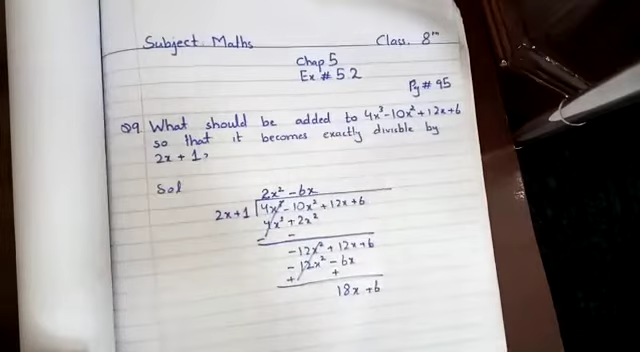 Subject. Maths Class. 8th
Chap 5
Ex # 5.2
Pg # 95
Q9 What should be added to 4x³-10x²+12x+6
so that it becomes exactly divisble by
2x + 1,
Sol
2x² - 6x
2x+1 4x³ - 10x² + 12x + 6
4x³ + 2x²
- -
-12x² + 12x + 6
- 12x² - 6x
+ +
18x + 6